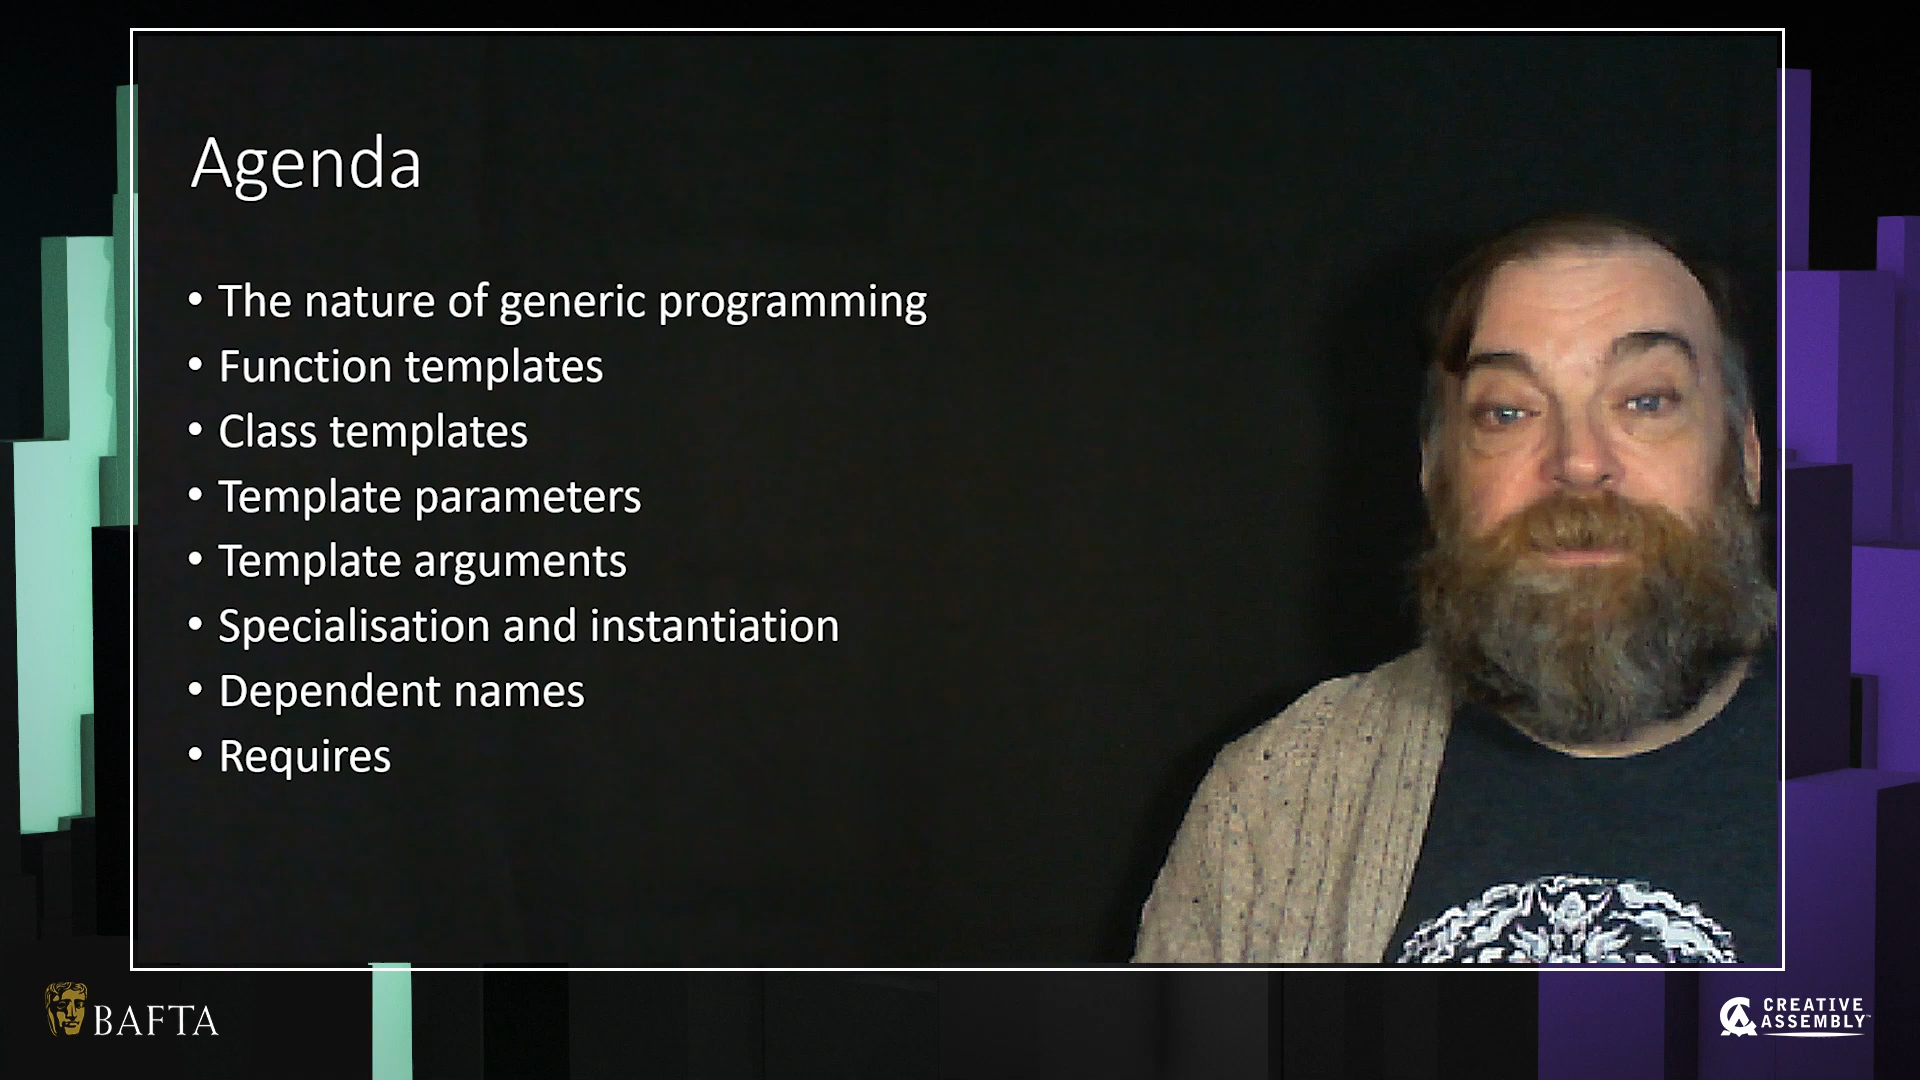 Agenda
• The nature of generic programming
• Function templates
• Class templates
• Template parameters
• Template arguments
• Specialisation and instantiation
• Dependent names
• Requires
BAFTA
CREATIVE
ASSEMBLY™